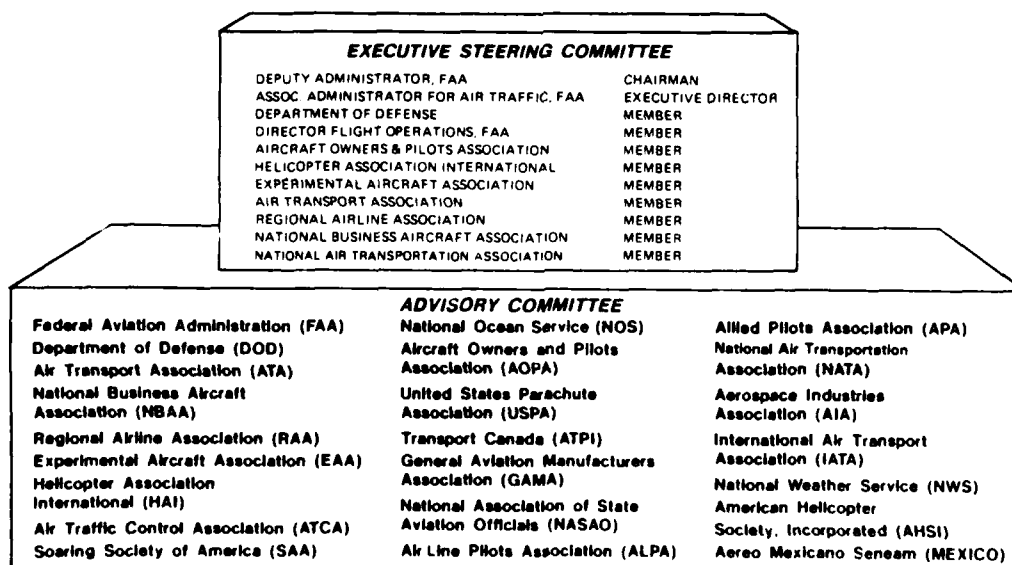 EXECUTIVE STEERING COMMITTEE
DEPUTY ADMINISTRATOR, FAA CHAIRMAN
ASSOC. ADMINISTRATOR FOR AIR TRAFFIC, FAA EXECUTIVE DIRECTOR
DEPARTMENT OF DEFENSE MEMBER
DIRECTOR FLIGHT OPERATIONS, FAA MEMBER
AIRCRAFT OWNERS & PILOTS ASSOCIATION MEMBER
HELICOPTER ASSOCIATION INTERNATIONAL MEMBER
EXPERIMENTAL AIRCRAFT ASSOCIATION MEMBER
AIR TRANSPORT ASSOCIATION MEMBER
REGIONAL AIRLINE ASSOCIATION MEMBER
NATIONAL BUSINESS AIRCRAFT ASSOCIATION MEMBER
NATIONAL AIR TRANSPORTATION ASSOCIATION MEMBER
ADVISORY COMMITTEE
Federal Aviation Administration (FAA)
Department of Defense (DOD)
Air Transport Association (ATA)
National Business Aircraft
Association (NBAA)
Regional Airline Association (RAA)
Experimental Aircraft Association (EAA)
Helicopter Association
International (HAI)
Air Traffic Control Association (ATCA)
Soaring Society of America (SAA)
National Ocean Service (NOS)
Aircraft Owners and Pilots
Association (AOPA)
United States Parachute
Association (USPA)
Transport Canada (ATPI)
General Aviation Manufacturers
Association (GAMA)
National Association of State
Aviation Officials (NASAO)
Air Line Pilots Association (ALPA)
Allied Pilots Association (APA)
National Air Transportation
Association (NATA)
Aerospace Industries
Association (AIA)
International Air Transport
Association (IATA)
National Weather Service (NWS)
American Helicopter
Society, Incorporated (AHSI)
Aereo Mexicano Seneam (MEXICO)